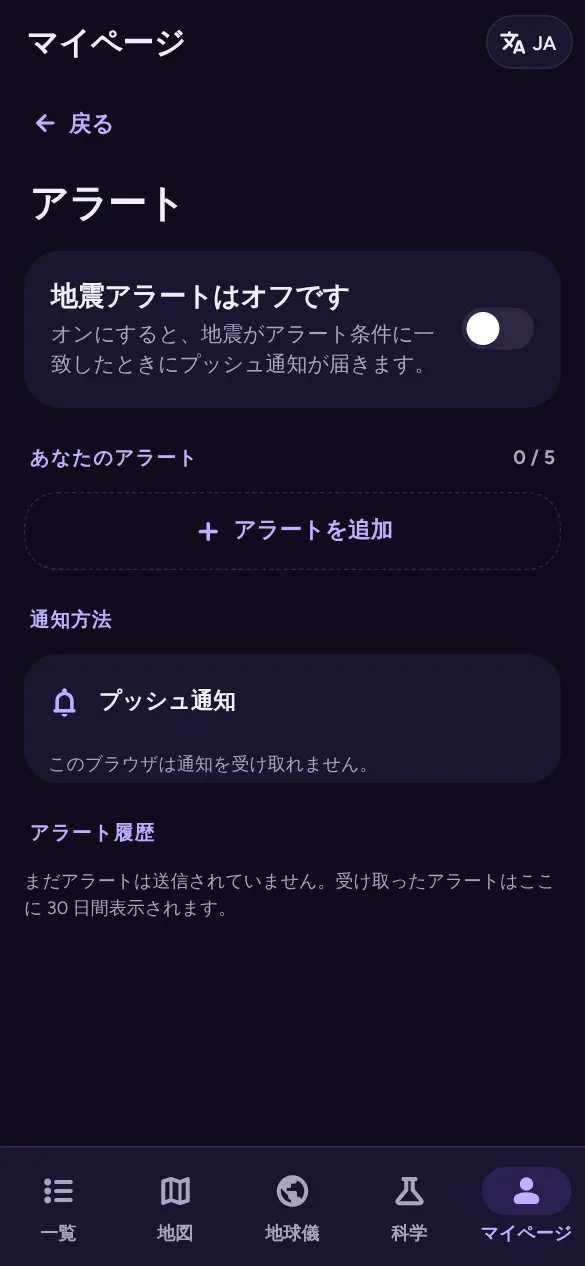 マイページ
JA
戻る
アラート
地震アラートはオフです
オンにすると、地震がアラート条件に一
致したときにプッシュ通知が届きます。
あなたのアラート
0 / 5
アラートを追加
通知方法
プッシュ通知
このブラウザは通知を受け取れません。
アラート履歴
まだアラートは送信されていません。受け取ったアラートはここ
に 30 日間表示されます。
一覧
地図
地球儀
科学
マイページ